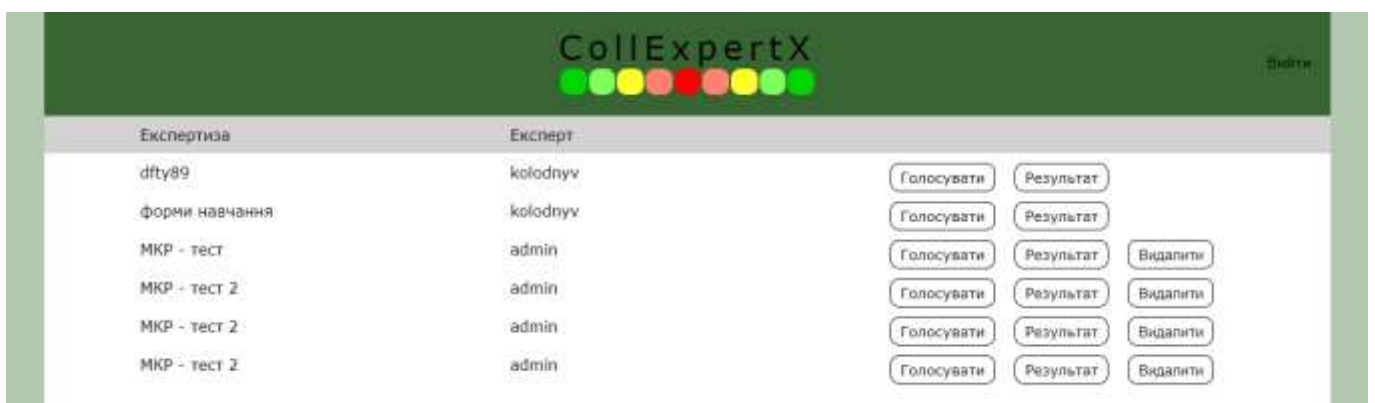 CollExpertX
Вийти
Експертиза Експерт
dfty89 kolodnyv Голосувати Результат
форми навчання kolodnyv Голосувати Результат
МКР - тест admin Голосувати Результат Видалити
МКР - тест 2 admin Голосувати Результат Видалити
МКР - тест 2 admin Голосувати Результат Видалити
МКР - тест 2 admin Голосувати Результат Видалити